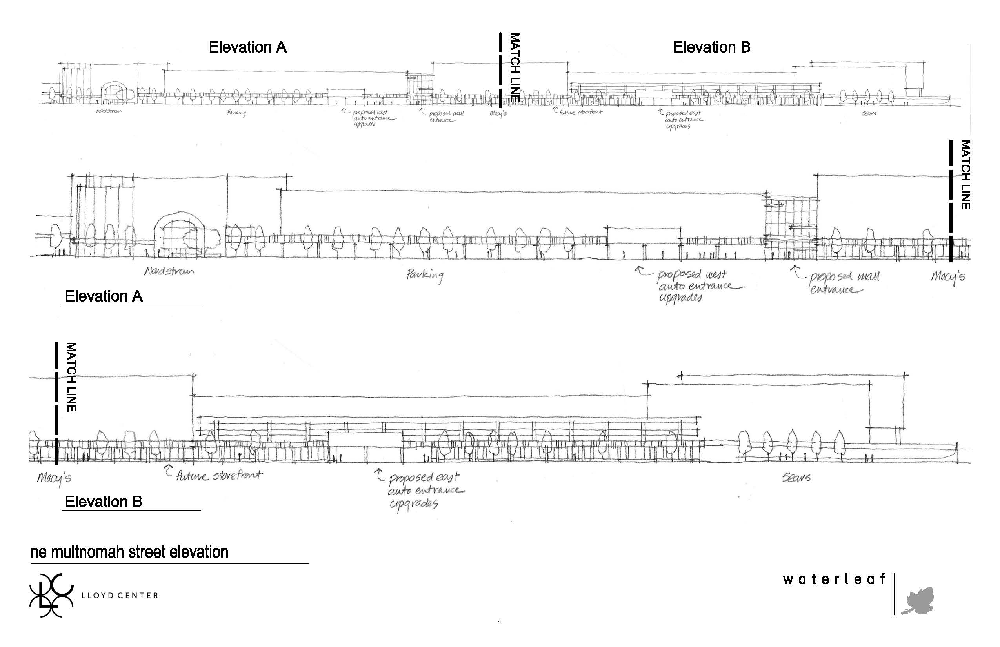 Elevation A
MATCH LINE
Elevation B
Nordstrom
Parking
proposed west
auto entrance.
upgrades
proposed mall
entrance
Macy's
future storefront
proposed east
auto entrance
upgrades
Sears
MATCH LINE
Nordstrom
Parking
proposed west
auto entrance.
upgrades
proposed mall
entrance
Macy's
Elevation A
MATCH LINE
Macy's
future storefront
proposed east
auto entrance
upgrades
Sears
Elevation B
ne multnomah street elevation
LLOYD CENTER
waterleaf
4